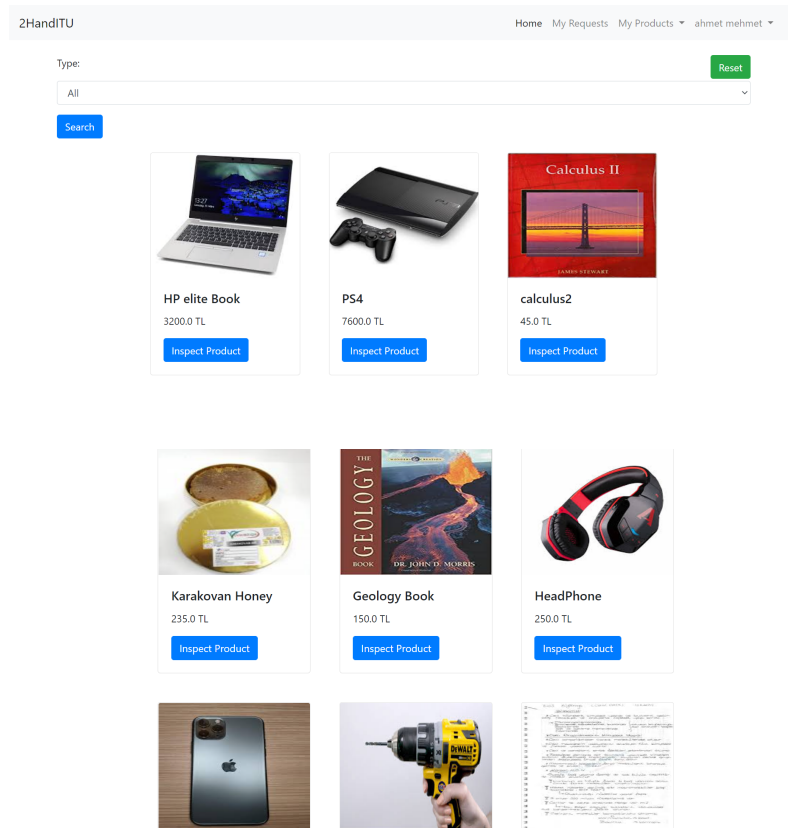 2HandITU
Home My Requests My Products ahmet mehmet
Type:
Reset
All
Search
13:27
Calculus II
JAMES STEWART
HP elite Book
PS4
calculus2
3200.0 TL
7600.0 TL
45.0 TL
Inspect Product
Inspect Product
Inspect Product
THE
GEOLOGY
BOOK
DR. JOHN D. MORRIS
Karakovan Honey
Geology Book
HeadPhone
235.0 TL
150.0 TL
250.0 TL
Inspect Product
Inspect Product
Inspect Product
DEWALT